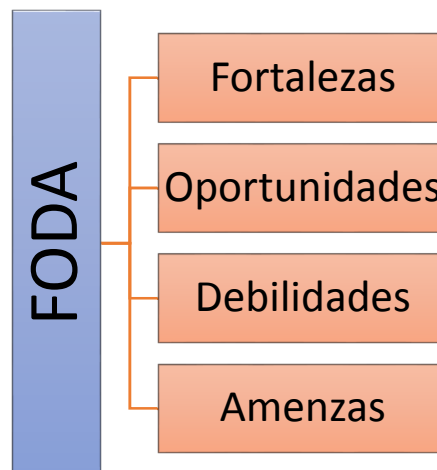 FODA
Fortalezas
Oportunidades
Debilidades
Amenzas